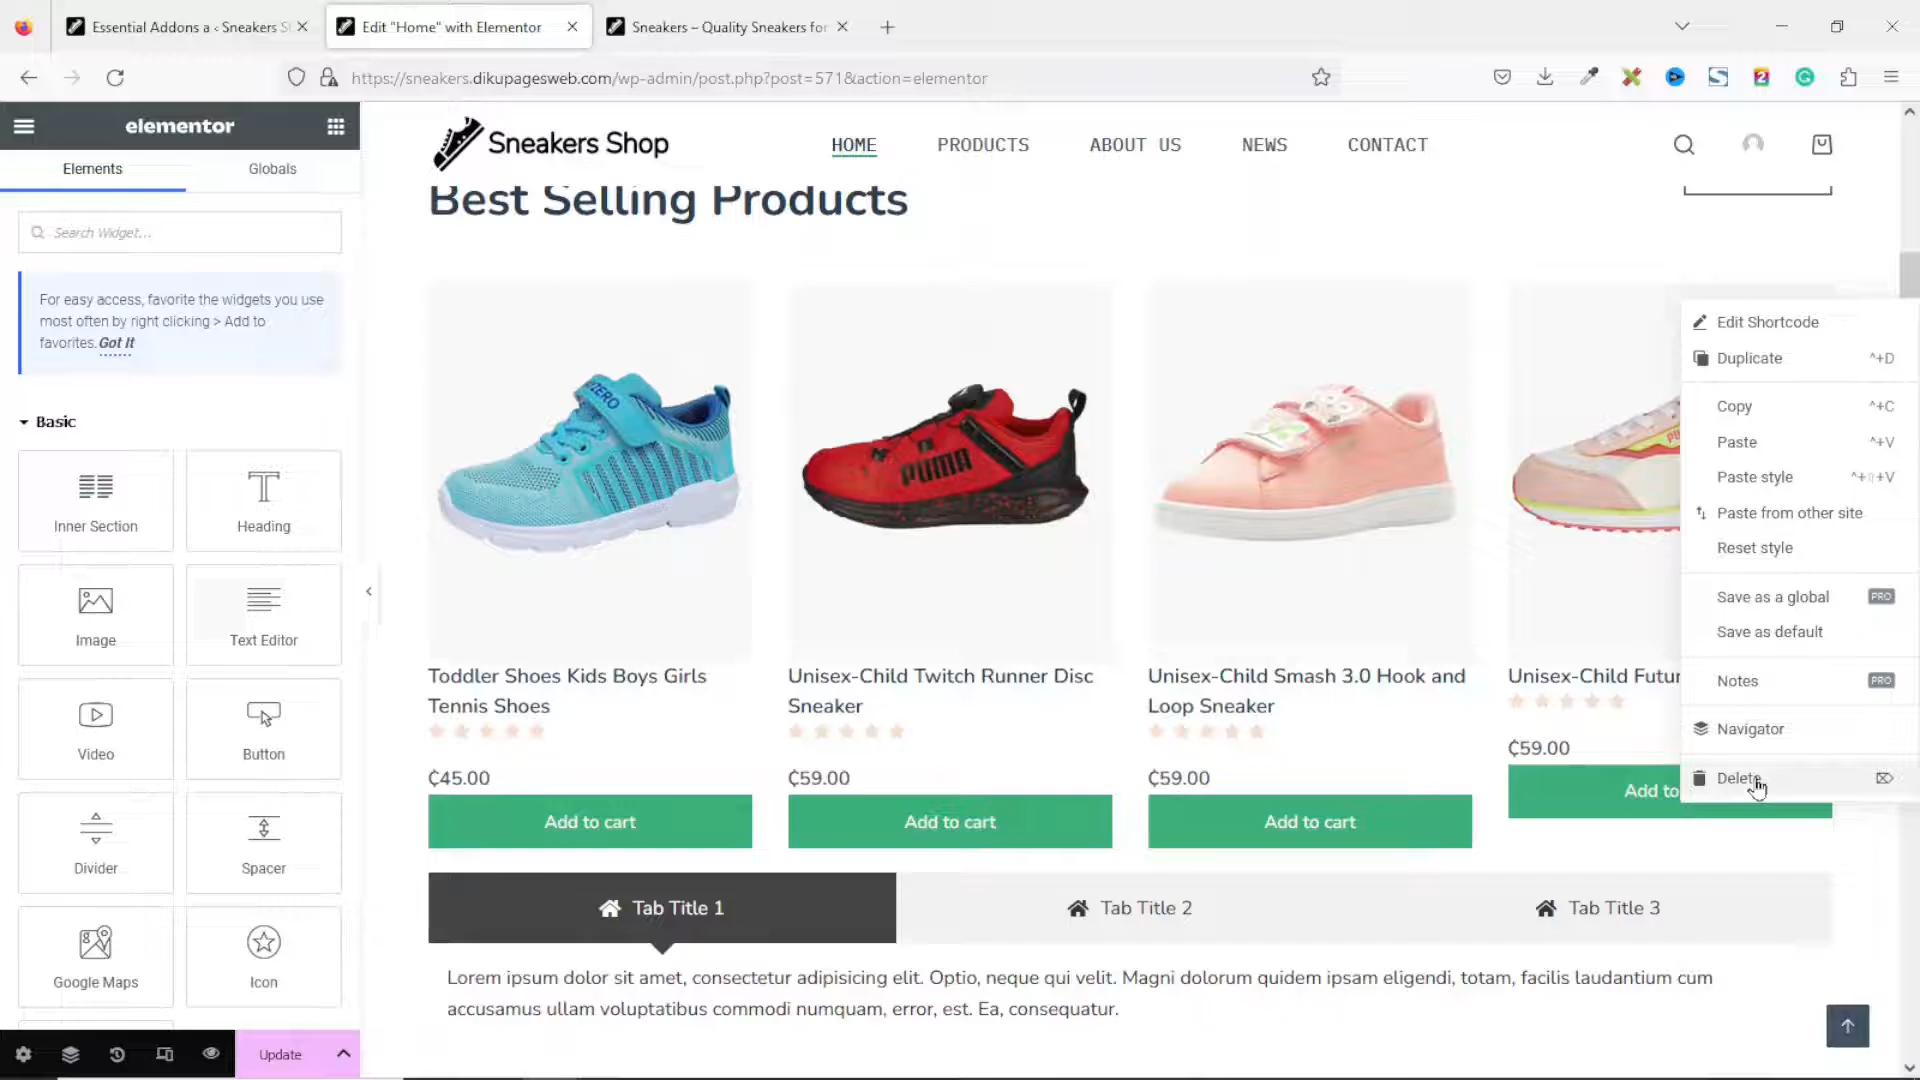 Essential Addons a ‹ Sneakers S
Edit "Home" with Elementor
Sneakers – Quality Sneakers for
https://sneakers.dikupagesweb.com/wp-admin/post.php?post=571&action=elementor
elementor
Elements
Globals
Search Widget...
For easy access, favorite the widgets you use
most often by right clicking > Add to
favorites. Got It
Basic
Inner Section
Heading
Image
Text Editor
Video
Button
Divider
Spacer
Google Maps
Icon
Update
Sneakers Shop
HOME
PRODUCTS
ABOUT US
NEWS
CONTACT
Best Selling Products
ZERO
PUMA
Toddler Shoes Kids Boys Girls
Tennis Shoes
₵45.00
Add to cart
Unisex-Child Twitch Runner Disc
Sneaker
₵59.00
Add to cart
Unisex-Child Smash 3.0 Hook and
Loop Sneaker
₵59.00
Add to cart
Unisex-Child Futur
₵59.00
Add to
Edit Shortcode
Duplicate ^+D
Copy ^+C
Paste ^+V
Paste style ^+⇧+V
Paste from other site
Reset style
Save as a global PRO
Save as default
Notes PRO
Navigator
Delete
Tab Title 1
Tab Title 2
Tab Title 3
Lorem ipsum dolor sit amet, consectetur adipisicing elit. Optio, neque qui velit. Magni dolorum quidem ipsam eligendi, totam, facilis laudantium cum
accusamus ullam voluptatibus commodi numquam, error, est. Ea, consequatur.